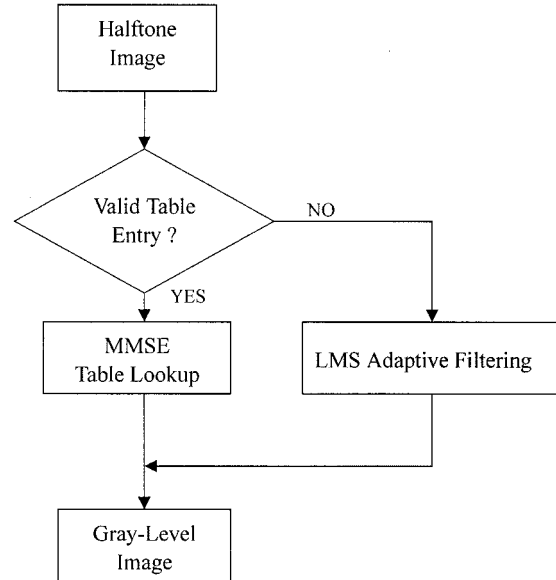 Halftone
Image
Valid Table
Entry ?
NO
YES
MMSE
Table Lookup
LMS Adaptive Filtering
Gray-Level
Image